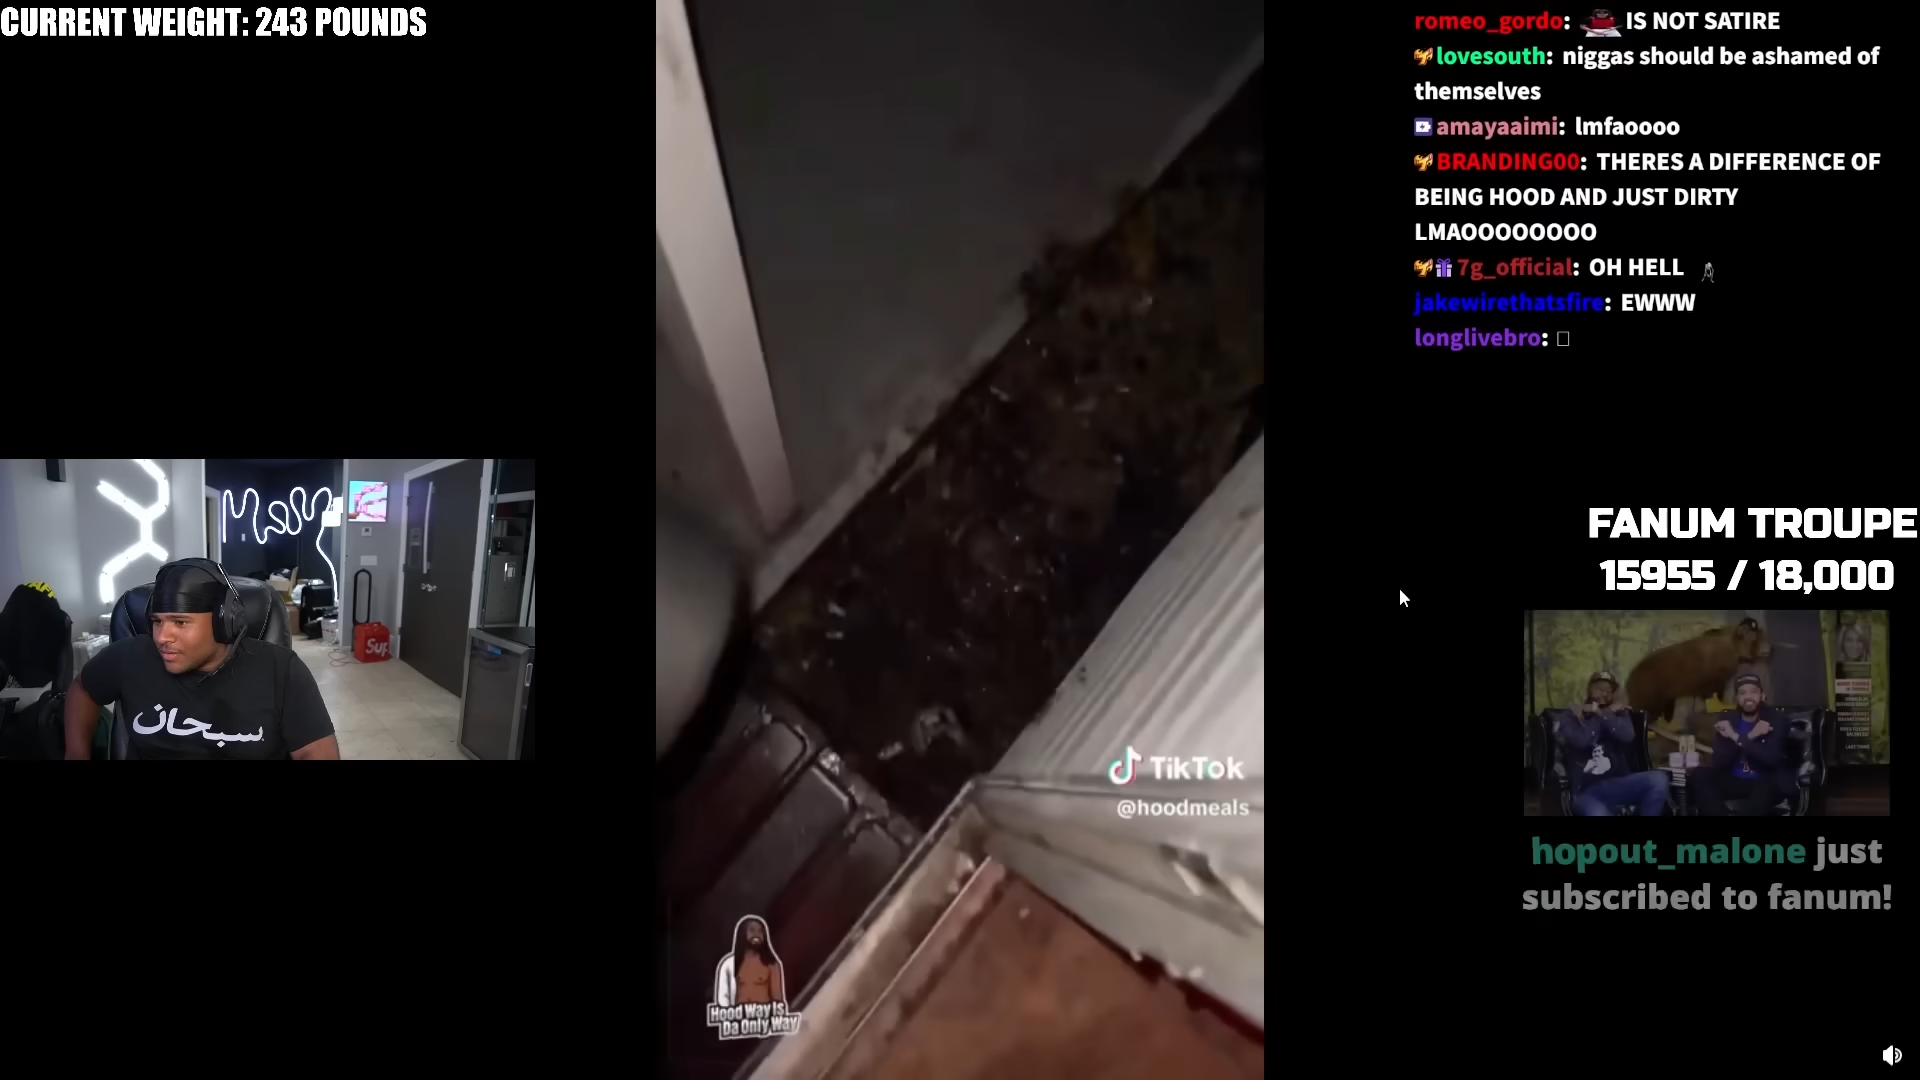 CURRENT WEIGHT: 243 POUNDS
romeo_gordo: IS NOT SATIRE
lovesouth: niggas should be ashamed of
themselves
amayaaimi: lmfaoooo
BRANDING00: THERES A DIFFERENCE OF
BEING HOOD AND JUST DIRTY
LMAOOOOOOOO
7g_official: OH HELL
jakewirethatsfire: EWWW
longlivebro:
Sup
سبحان
TikTok
@hoodmeals
Hood Way Is
Da Only Way
FANUM TROUPE
15955 / 18,000
hopout_malone just
subscribed to fanum!